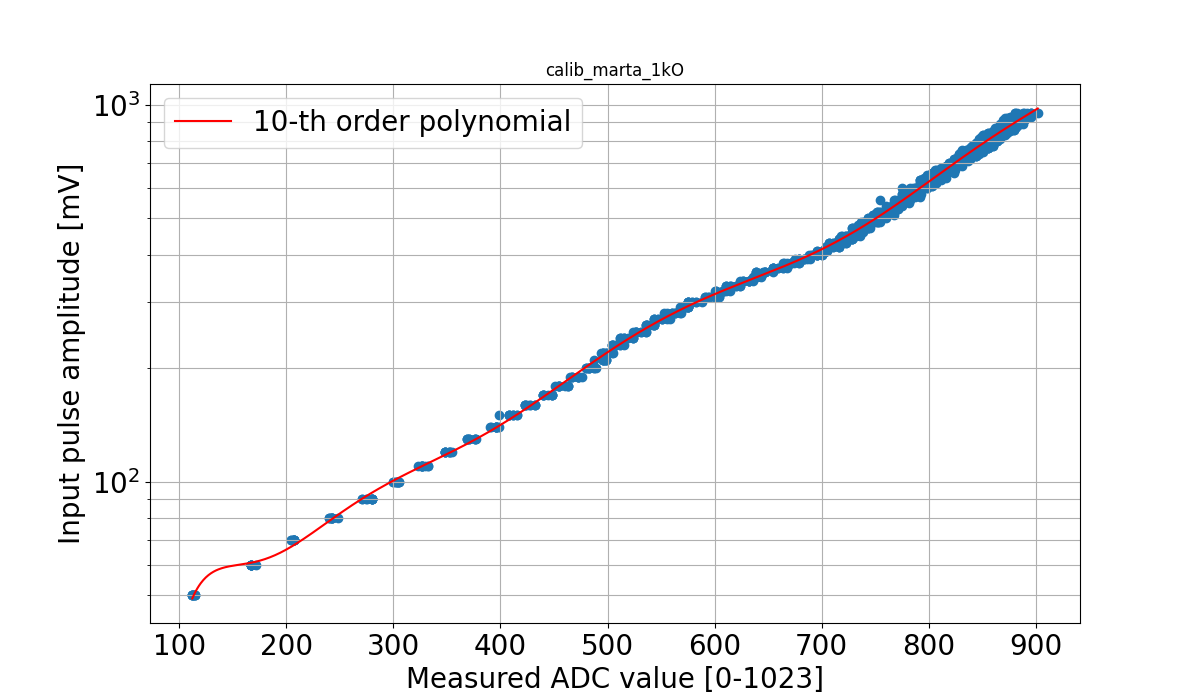 calib_marta_1kO
10³
10-th order polynomial
10²
Input pulse amplitude [mV]
100 200 300 400 500 600 700 800 900
Measured ADC value [0-1023]